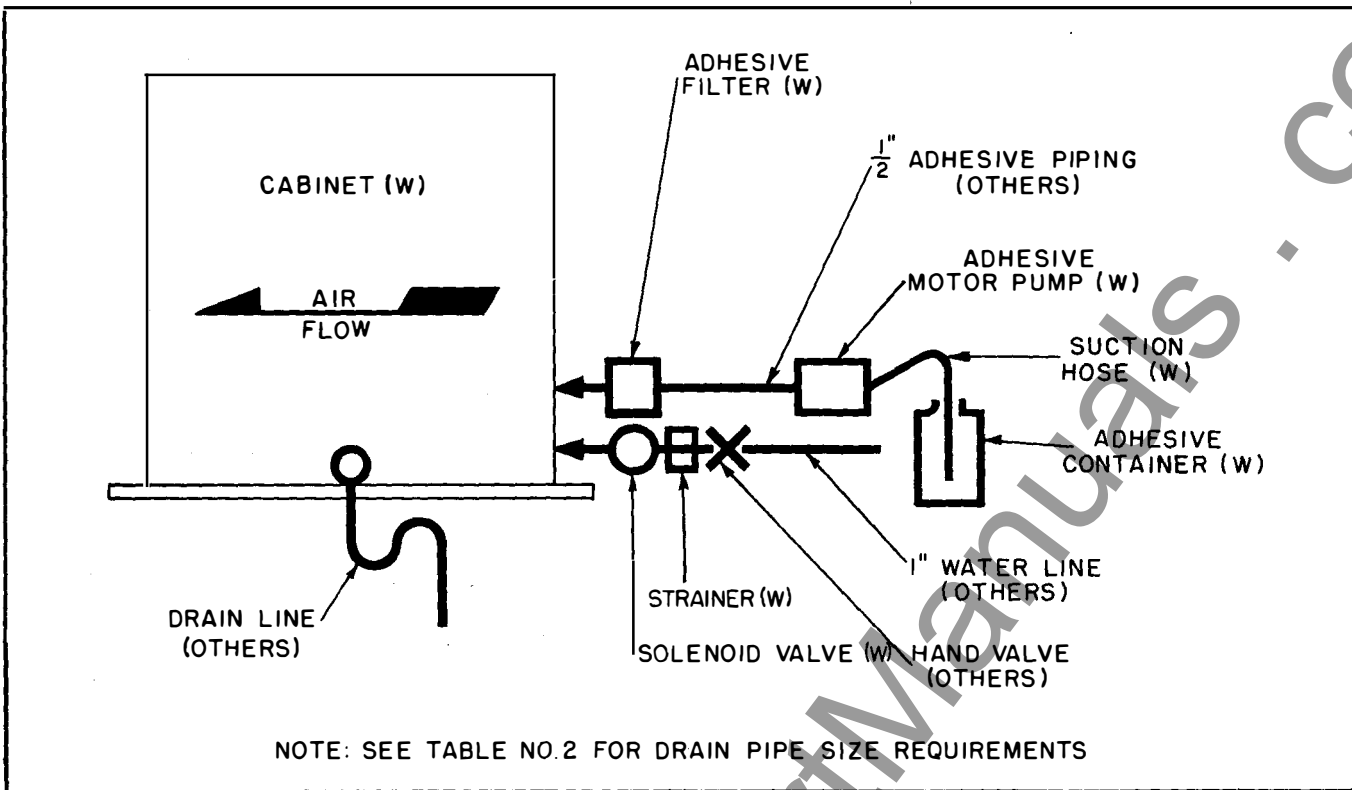 ADHESIVE
FILTER (W)
1/2" ADHESIVE PIPING
(OTHERS)
CABINET (W)
ADHESIVE
MOTOR PUMP (W)
AIR
FLOW
SUCTION
HOSE (W)
ADHESIVE
CONTAINER (W)
1" WATER LINE
(OTHERS)
STRAINER (W)
DRAIN LINE
(OTHERS)
SOLENOID VALVE (W)
HAND VALVE
(OTHERS)
NOTE: SEE TABLE NO. 2 FOR DRAIN PIPE SIZE REQUIREMENTS